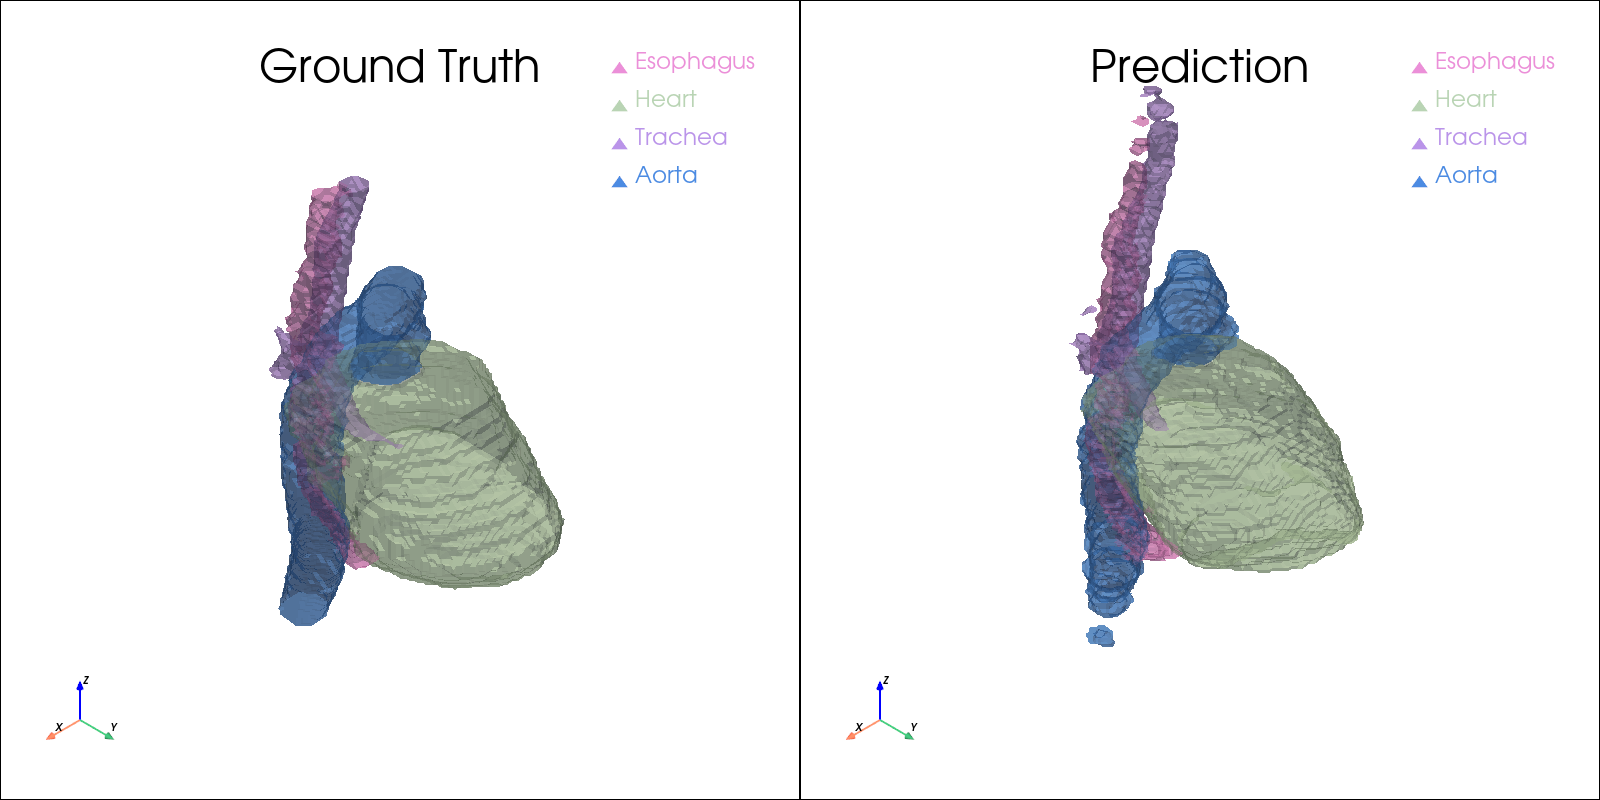 Ground Truth
Esophagus
Heart
Trachea
Aorta
Z
X
Y
Prediction
Esophagus
Heart
Trachea
Aorta
Z
X
Y